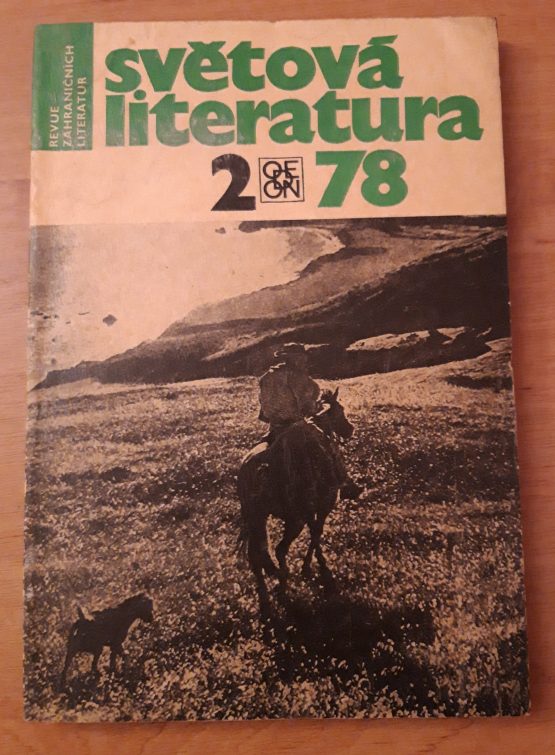 REVUE
ZAHRANIČNÍCH
LITERATUR
světová
literatura
2 ODEON 78